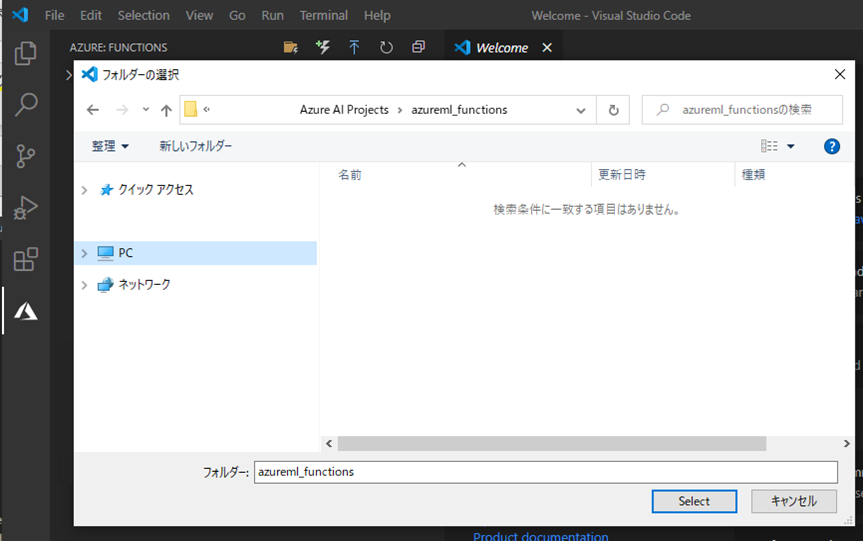 File Edit Selection View Go Run Terminal Help Welcome - Visual Studio Code
AZURE: FUNCTIONS Welcome
フォルダーの選択
« Azure AI Projects › azureml_functions azureml_functionsの検索
整理 新しいフォルダー
名前 更新日時 種類
クイック アクセス
検索条件に一致する項目はありません。
PC
ネットワーク
フォルダー: azureml_functions
Select キャンセル
Product documentation